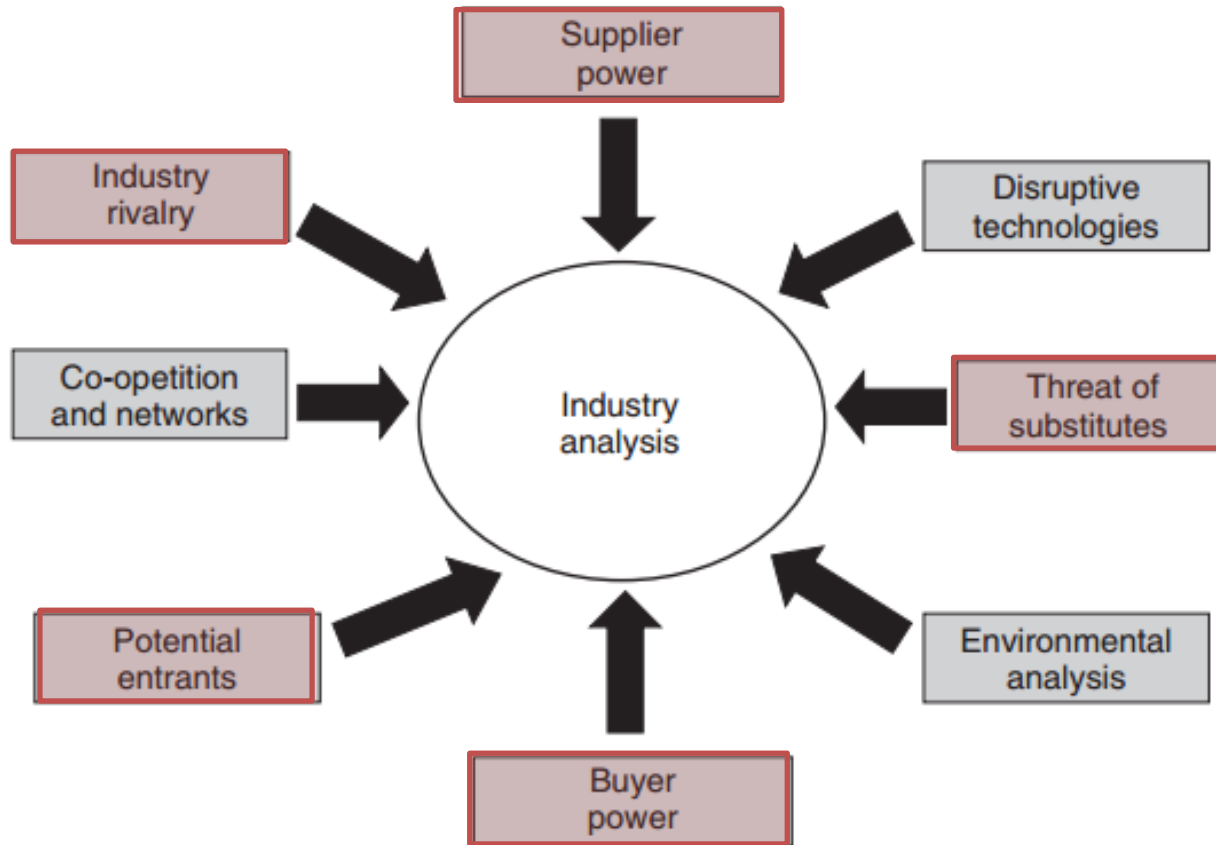 Supplier
power
Industry
rivalry
Disruptive
technologies
Co-opetition
and networks
Industry
analysis
Threat of
substitutes
Potential
entrants
Environmental
analysis
Buyer
power